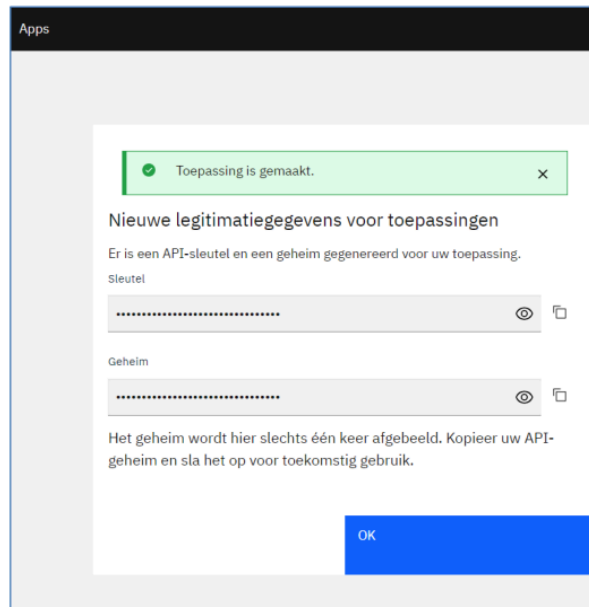 Apps
Toepassing is gemaakt.
Nieuwe legitimatiegegevens voor toepassingen
Er is een API-sleutel en een geheim gegenereerd voor uw toepassing.
Sleutel
••••••••••••••••••••••••••••••••
Geheim
••••••••••••••••••••••••••••••••
Het geheim wordt hier slechts één keer afgebeeld. Kopieer uw API-
geheim en sla het op voor toekomstig gebruik.
OK